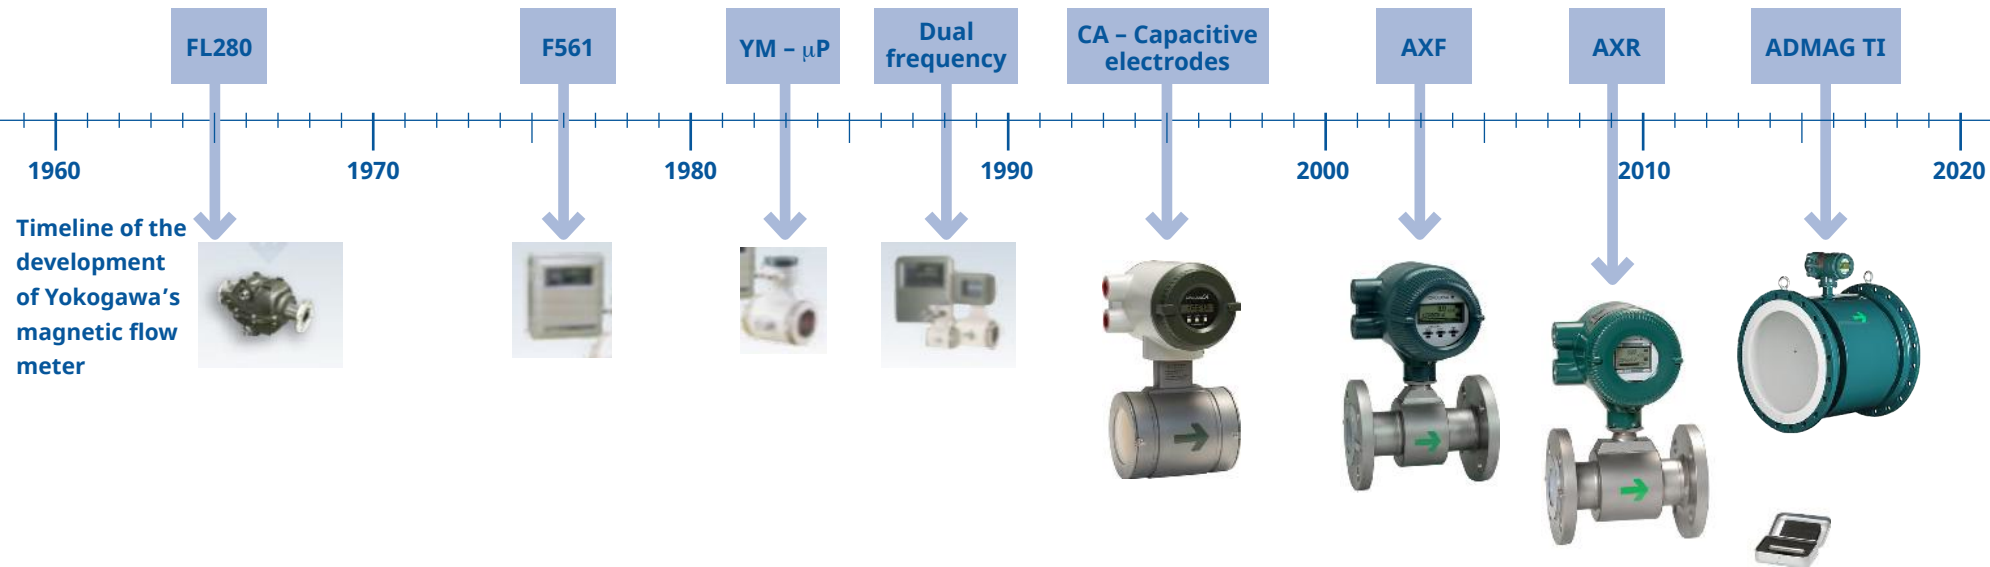 FL280
F561
YM – μP
Dual
frequency
CA – Capacitive
electrodes
AXF
AXR
ADMAG TI
1960
1970
1980
1990
2000
2010
2020
Timeline of the
development
of Yokogawa’s
magnetic flow
meter